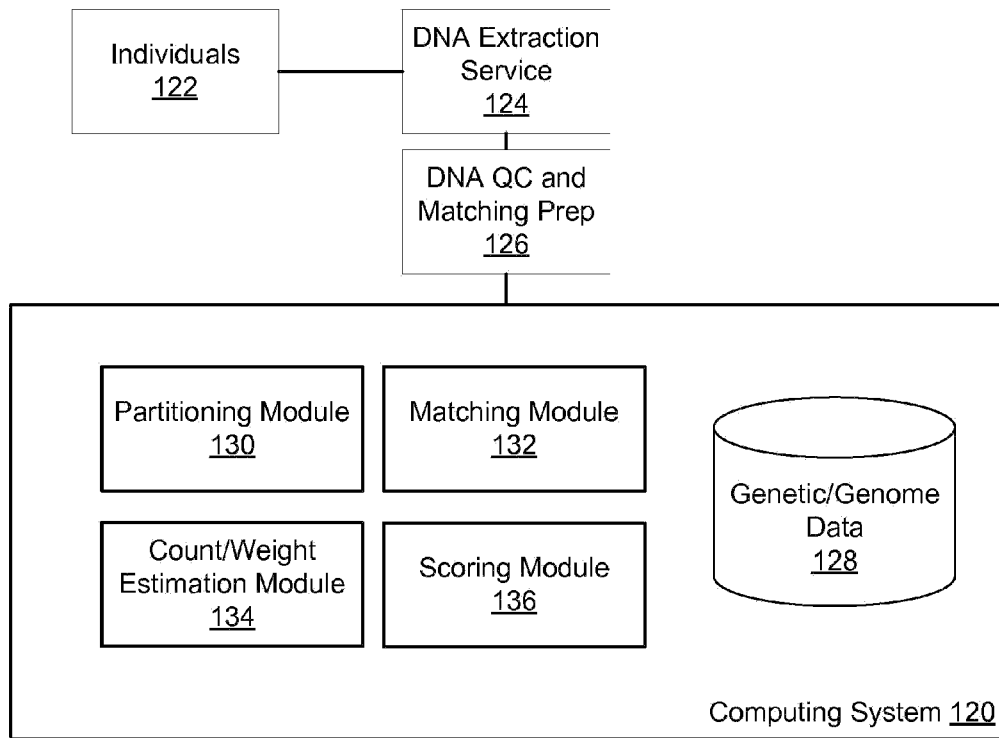 Individuals
122
DNA Extraction
Service
124
DNA QC and
Matching Prep
126
Partitioning Module
130
Matching Module
132
Count/Weight
Estimation Module
134
Scoring Module
136
Genetic/Genome
Data
128
Computing System 120